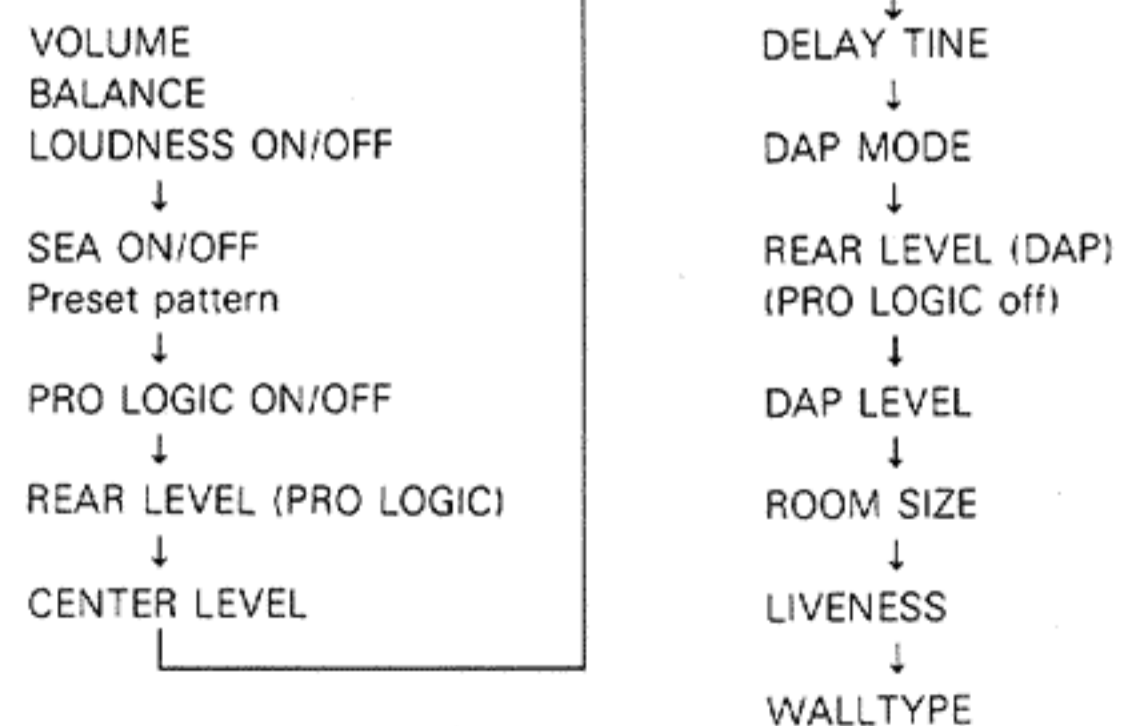 VOLUME
BALANCE
LOUDNESS ON/OFF
↓
SEA ON/OFF
Preset pattern
↓
PRO LOGIC ON/OFF
↓
REAR LEVEL (PRO LOGIC)
↓
CENTER LEVEL
↓
DELAY TINE
↓
DAP MODE
↓
REAR LEVEL (DAP)
(PRO LOGIC off)
↓
DAP LEVEL
↓
ROOM SIZE
↓
LIVENESS
↓
WALLTYPE